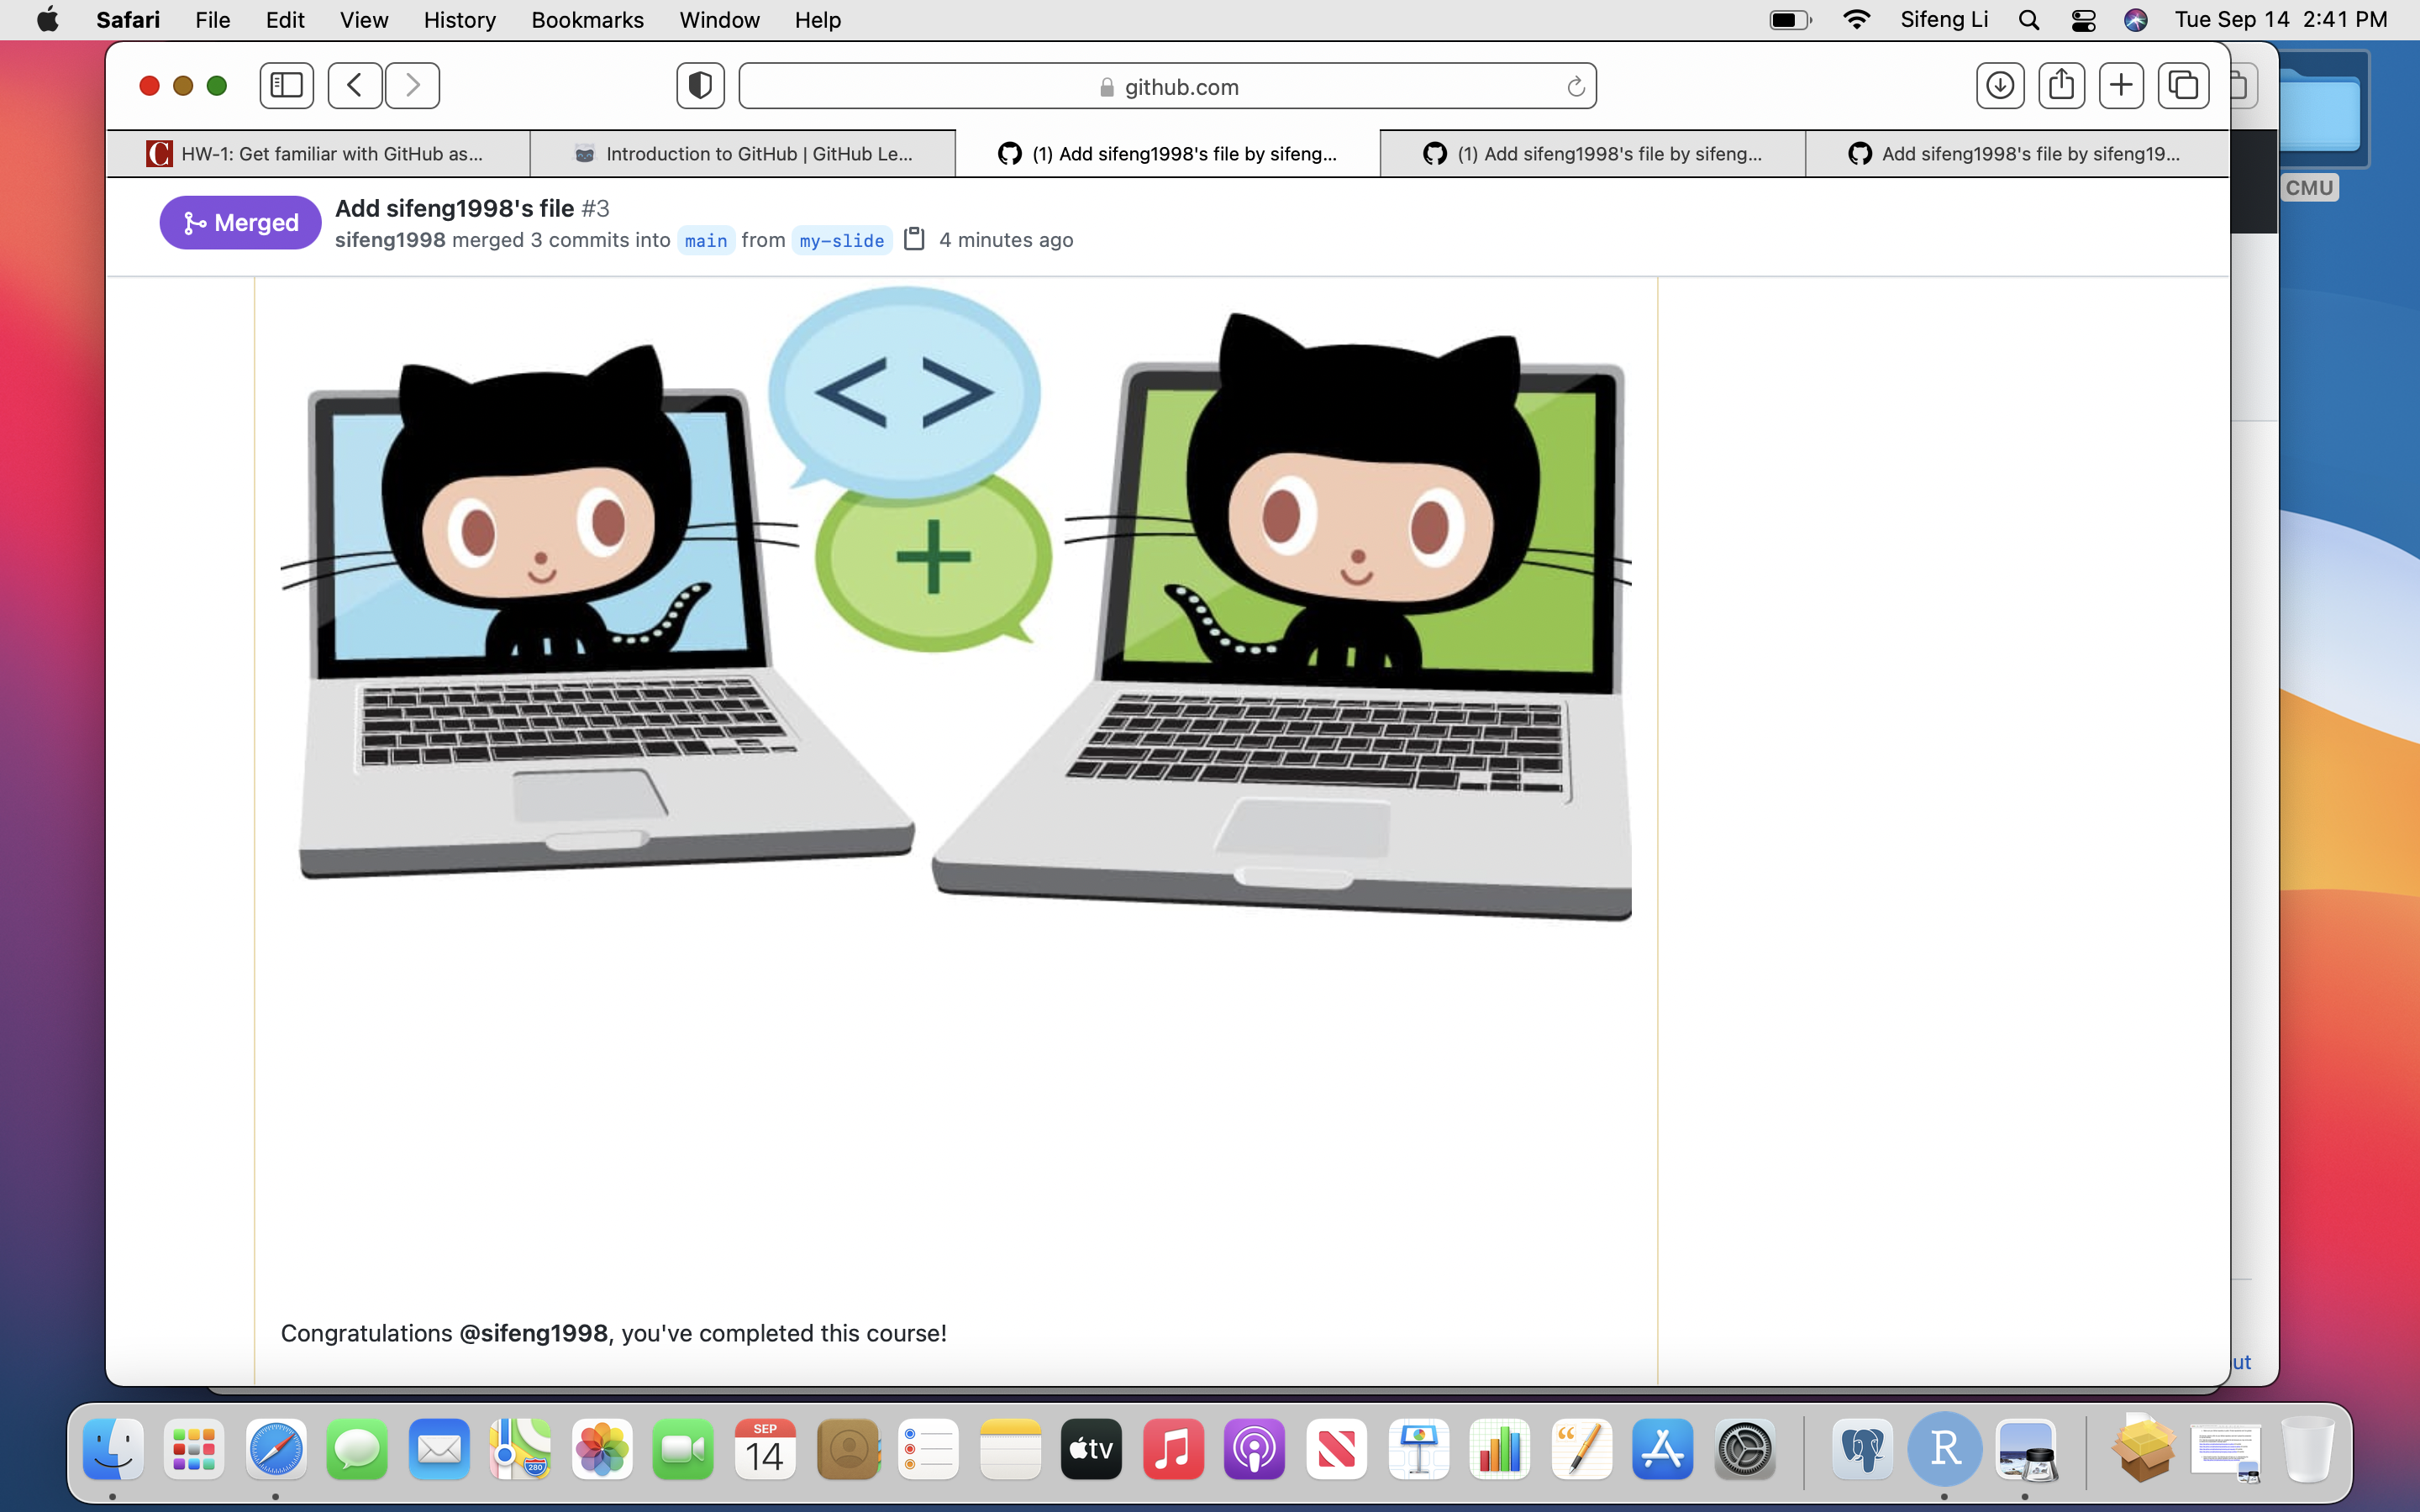 Safari File Edit View History Bookmarks Window Help Sifeng Li Tue Sep 14 2:41 PM
github.com
C HW-1: Get familiar with GitHub as... Introduction to GitHub | GitHub Le... (1) Add sifeng1998's file by sifeng... (1) Add sifeng1998's file by sifeng... Add sifeng1998's file by sifeng19...
CMU
Merged
Add sifeng1998's file #3
sifeng1998 merged 3 commits into main from my-slide 4 minutes ago
< >
+
Congratulations @sifeng1998, you've completed this course!
ut
SEP
14
280
tv
R